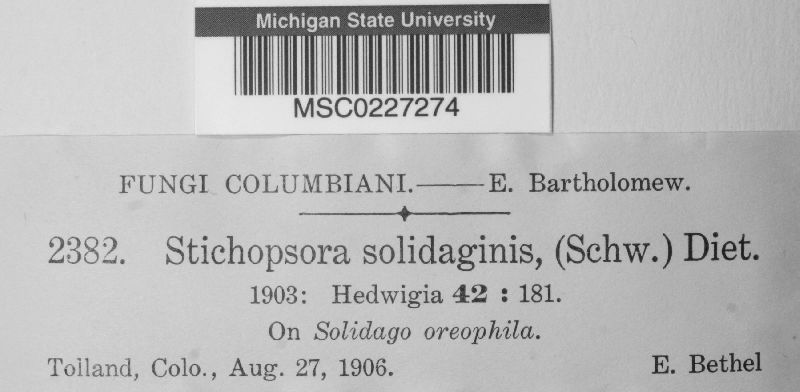 Michigan State University
MSC0227274
FUNGI COLUMBIANI.——E. Bartholomew.
2382. Stichopsora solidaginis, (Schw.) Diet.
1903: Hedwigia 42 : 181.
On Solidago oreophila.
Toiland, Colo., Aug. 27, 1906. E. Bethel